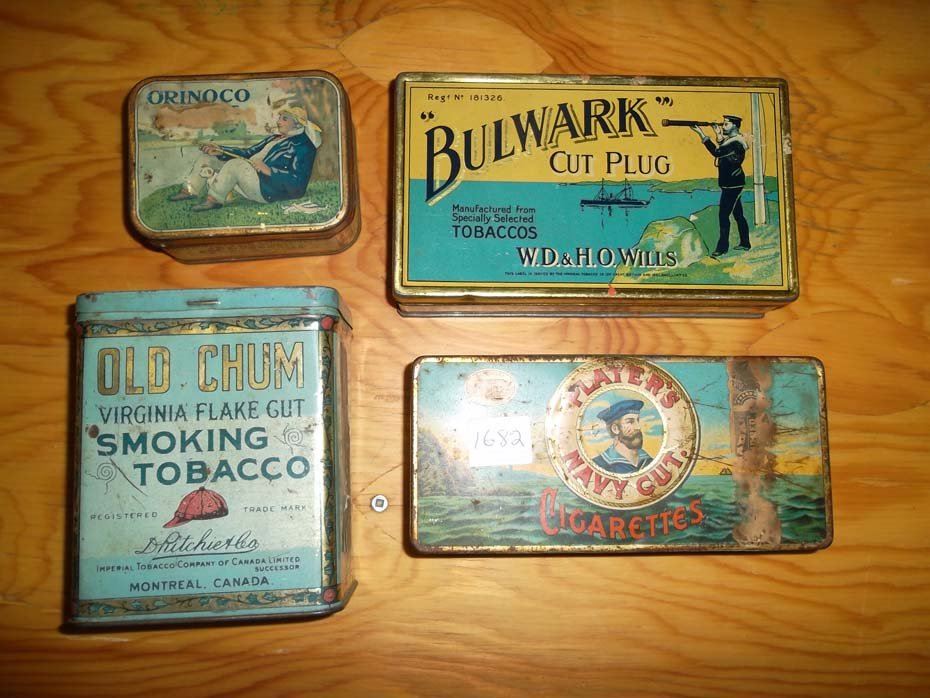 ORINOCO
Regt Nº 181326.
"BULWARK"
CUT PLUG
Manufactured from
Specially Selected
TOBACCOS
W.D. & H.O. WILLS
OLD CHUM
VIRGINIA FLAKE CUT
SMOKING
TOBACCO
REGISTERED TRADE MARK
D. Ritchie & Co
IMPERIAL TOBACCO COMPANY OF CANADA, LIMITED
SUCCESSOR
MONTREAL, CANADA.
PLAYER'S
NAVY CUT.
CIGARETTES
1682